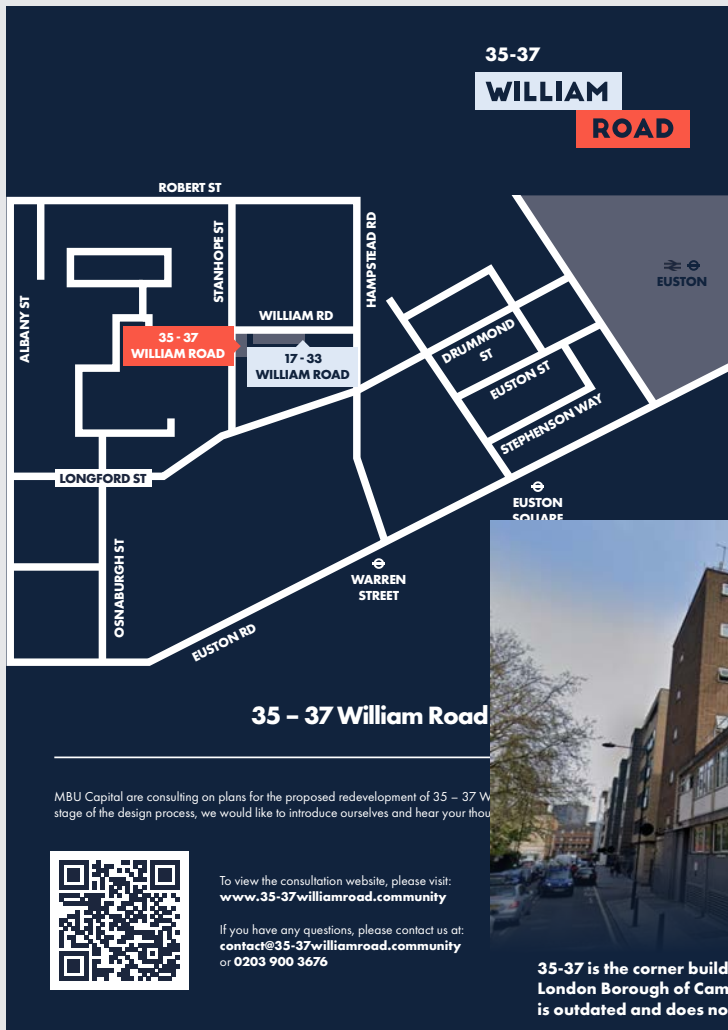 35-37
WILLIAM
ROAD
ROBERT ST
STANHOPE ST
HAMPSTEAD RD
ALBANY ST
WILLIAM RD
EUSTON
35 - 37
WILLIAM ROAD
17 - 33
WILLIAM ROAD
DRUMMOND
ST
EUSTON ST
STEPHENSON WAY
LONGFORD ST
EUSTON
SQUARE
OSNABURGH ST
WARREN
STREET
EUSTON RD
35 – 37 William Road
MBU Capital are consulting on plans for the proposed redevelopment of 35 – 37 W
stage of the design process, we would like to introduce ourselves and hear your thou
To view the consultation website, please visit:
www.35-37williamroad.community
If you have any questions, please contact us at:
contact@35-37williamroad.community
or 0203 900 3676
35-37 is the corner build
London Borough of Cam
is outdated and does no